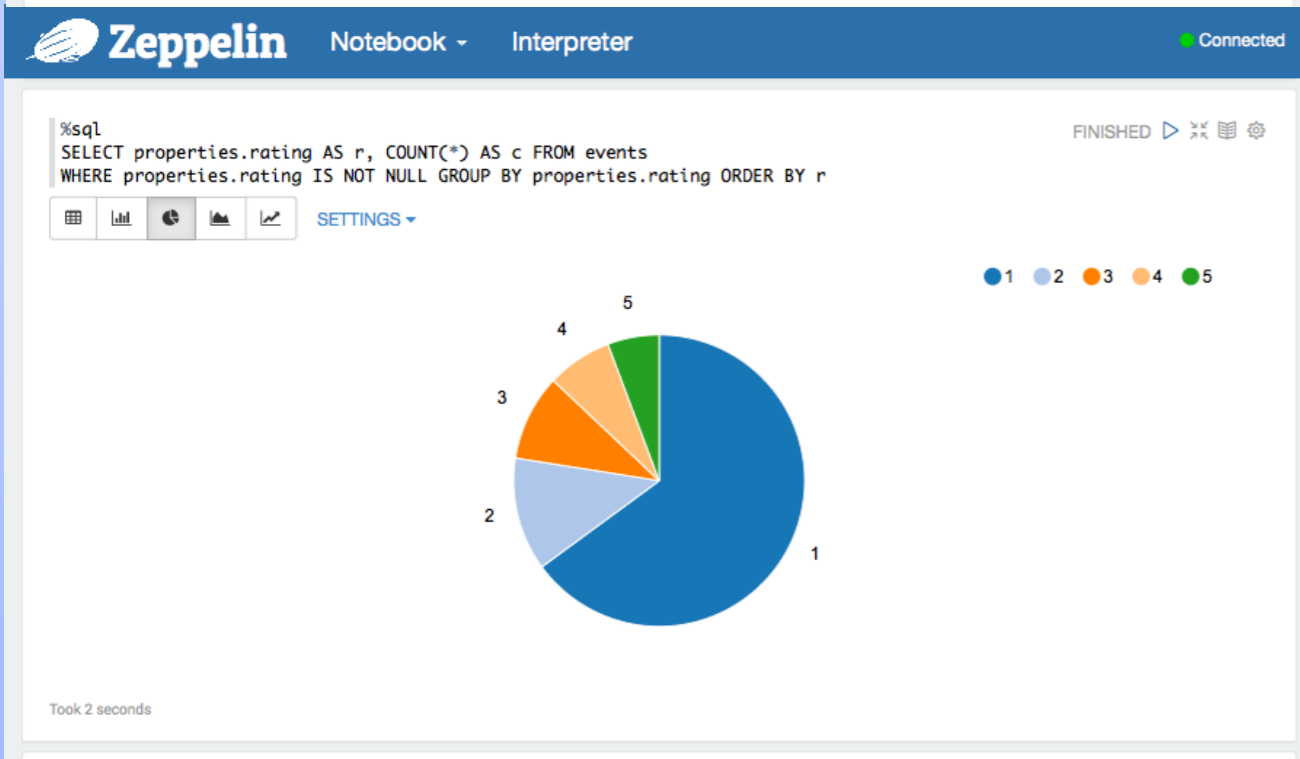 Zeppelin Notebook Interpreter Connected
%sql
SELECT properties.rating AS r, COUNT(*) AS c FROM events
WHERE properties.rating IS NOT NULL GROUP BY properties.rating ORDER BY r
FINISHED
SETTINGS
1 2 3 4 5
5
4
3
2
1
Took 2 seconds